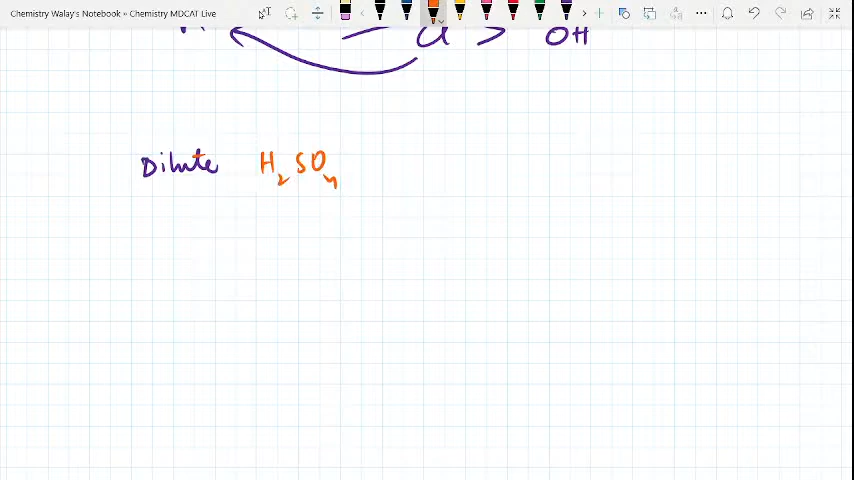 Chemistry Walay's Notebook » Chemistry MDCAT Live
Cl > OH
Dilute H₂SO₄